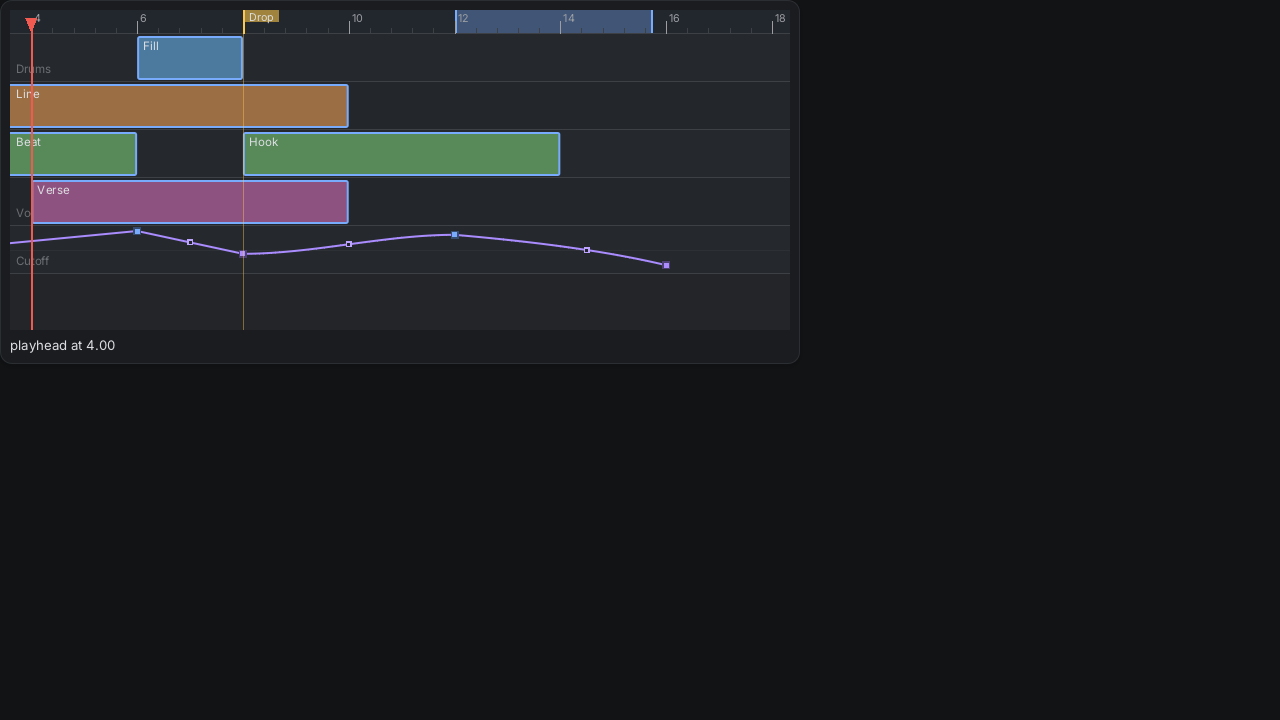 4 6 Drop 10 12 14 16 18
Fill
Drums
Line
Beat Hook
Verse
Vo
Cutoff
playhead at 4.00